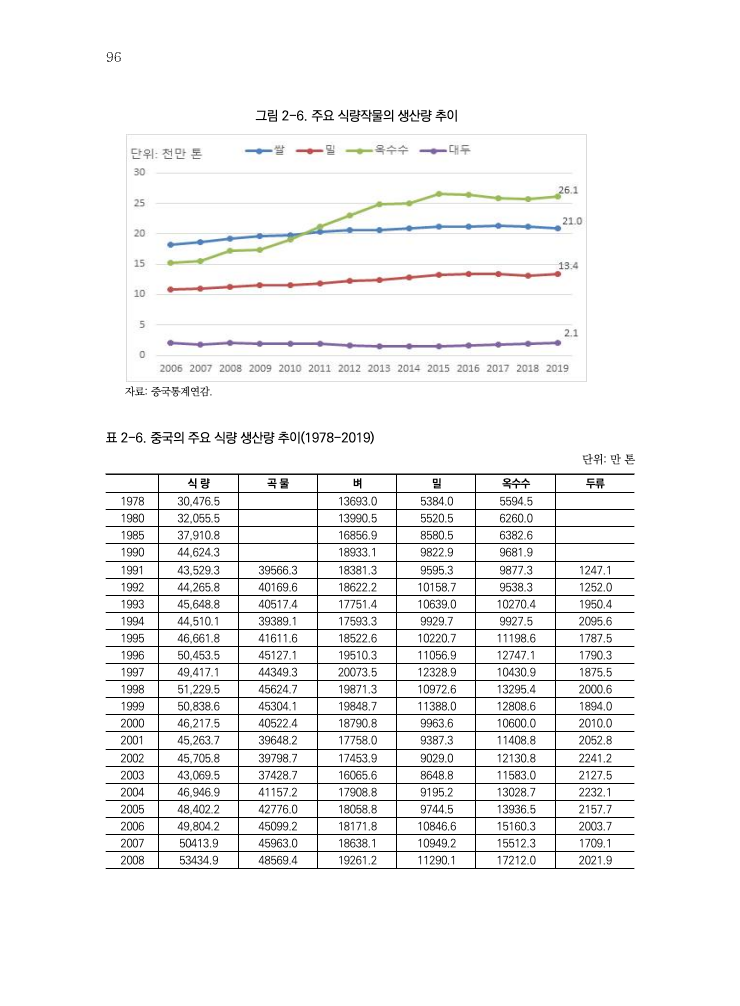 96
그림 2-6. 주요 식량작물의 생산량 추이
단위: 천만 톤
쌀 밀 옥수수 대두
30
25
20
15
10
5
0
26.1
21.0
13.4
2.1
2006 2007 2008 2009 2010 2011 2012 2013 2014 2015 2016 2017 2018 2019
자료: 중국통계연감.
표 2-6. 중국의 주요 식량 생산량 추이(1978-2019)
단위: 만 톤
식 량 곡 물 벼 밀 옥수수 두류
1978 30,476.5 13693.0 5384.0 5594.5
1980 32,055.5 13990.5 5520.5 6260.0
1985 37,910.8 16856.9 8580.5 6382.6
1990 44,624.3 18933.1 9822.9 9681.9
1991 43,529.3 39566.3 18381.3 9595.3 9877.3 1247.1
1992 44,265.8 40169.6 18622.2 10158.7 9538.3 1252.0
1993 45,648.8 40517.4 17751.4 10639.0 10270.4 1950.4
1994 44,510.1 39389.1 17593.3 9929.7 9927.5 2095.6
1995 46,661.8 41611.6 18522.6 10220.7 11198.6 1787.5
1996 50,453.5 45127.1 19510.3 11056.9 12747.1 1790.3
1997 49,417.1 44349.3 20073.5 12328.9 10430.9 1875.5
1998 51,229.5 45624.7 19871.3 10972.6 13295.4 2000.6
1999 50,838.6 45304.1 19848.7 11388.0 12808.6 1894.0
2000 46,217.5 40522.4 18790.8 9963.6 10600.0 2010.0
2001 45,263.7 39648.2 17758.0 9387.3 11408.8 2052.8
2002 45,705.8 39798.7 17453.9 9029.0 12130.8 2241.2
2003 43,069.5 37428.7 16065.6 8648.8 11583.0 2127.5
2004 46,946.9 41157.2 17908.8 9195.2 13028.7 2232.1
2005 48,402.2 42776.0 18058.8 9744.5 13936.5 2157.7
2006 49,804.2 45099.2 18171.8 10846.6 15160.3 2003.7
2007 50413.9 45963.0 18638.1 10949.2 15512.3 1709.1
2008 53434.9 48569.4 19261.2 11290.1 17212.0 2021.9